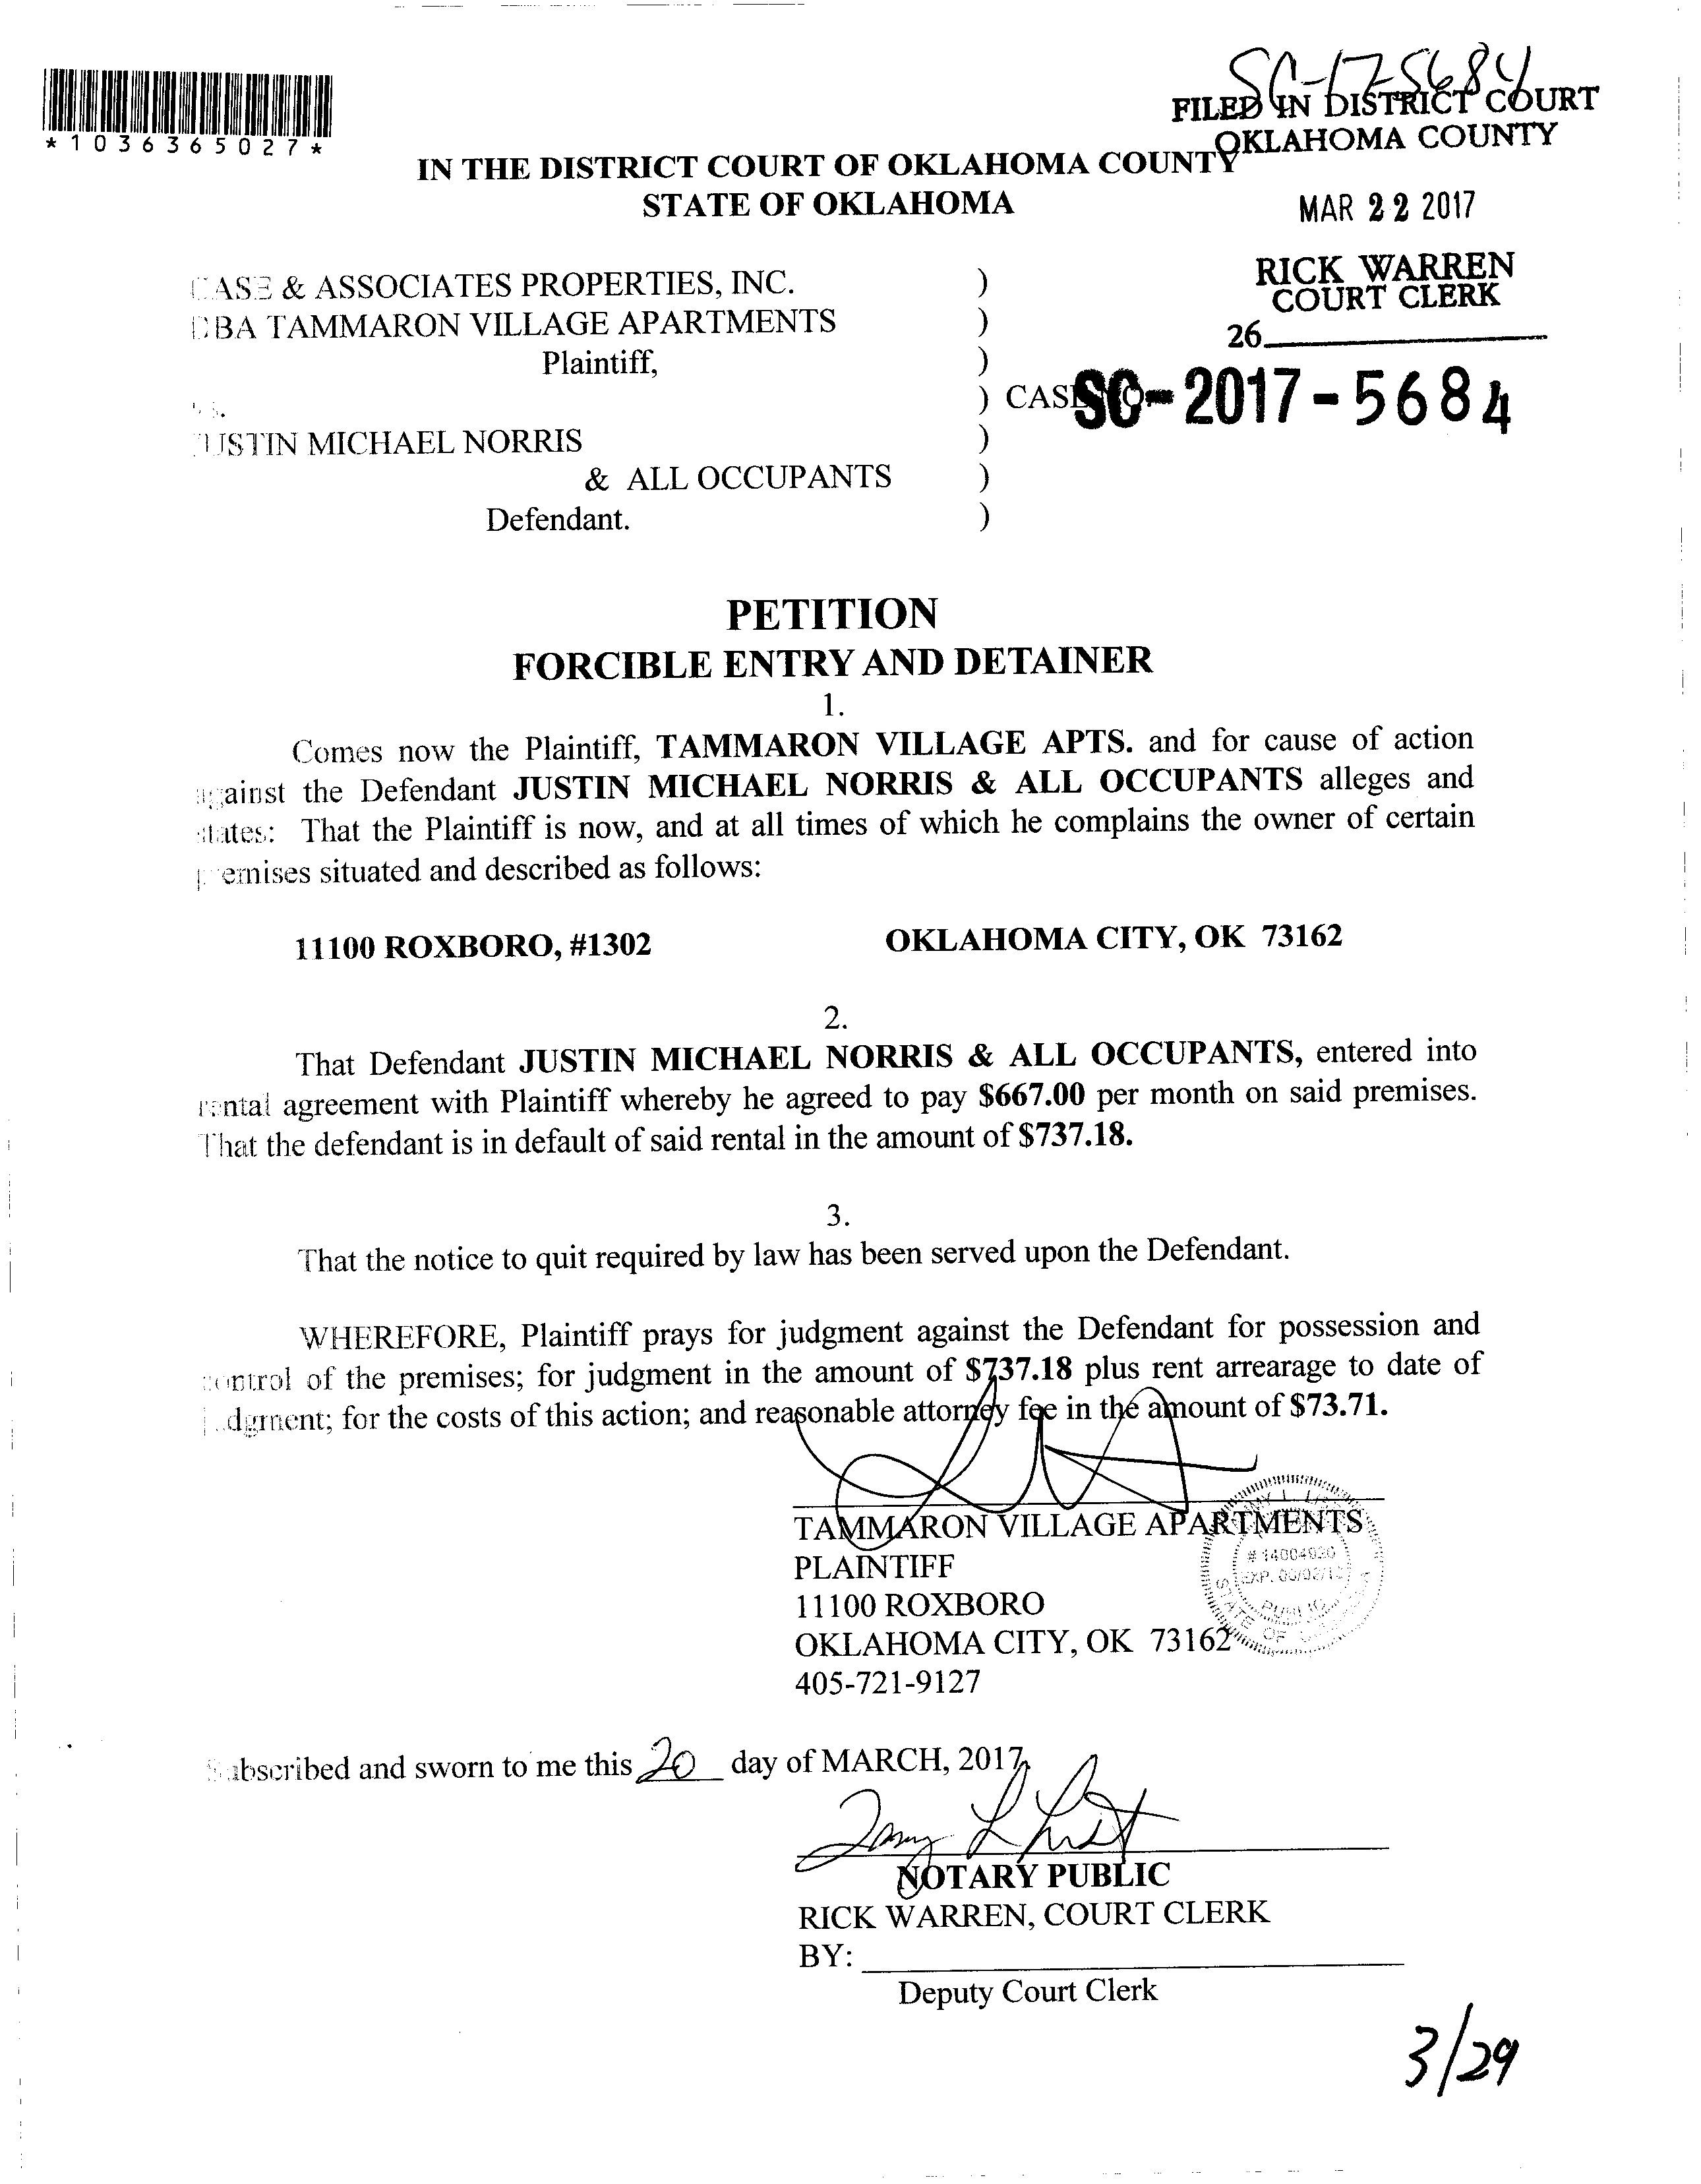 SC-17-5684
FILED IN DISTRICT COURT
OKLAHOMA COUNTY
*1036365027*
IN THE DISTRICT COURT OF OKLAHOMA COUNTY
STATE OF OKLAHOMA
MAR 22 2017
RICK WARREN
COURT CLERK
26
CASE & ASSOCIATES PROPERTIES, INC. )
DBA TAMMARON VILLAGE APARTMENTS )
Plaintiff, )
vs. ) CASE NO. SC-2017-5684
JUSTIN MICHAEL NORRIS )
& ALL OCCUPANTS )
Defendant. )
PETITION
FORCIBLE ENTRY AND DETAINER
1.
Comes now the Plaintiff, TAMMARON VILLAGE APTS. and for cause of action
against the Defendant JUSTIN MICHAEL NORRIS & ALL OCCUPANTS alleges and
states: That the Plaintiff is now, and at all times of which he complains the owner of certain
premises situated and described as follows:
11100 ROXBORO, #1302 OKLAHOMA CITY, OK 73162
2.
That Defendant JUSTIN MICHAEL NORRIS & ALL OCCUPANTS, entered into
rental agreement with Plaintiff whereby he agreed to pay $667.00 per month on said premises.
That the defendant is in default of said rental in the amount of $737.18.
3.
That the notice to quit required by law has been served upon the Defendant.
WHEREFORE, Plaintiff prays for judgment against the Defendant for possession and
control of the premises; for judgment in the amount of $737.18 plus rent arrearage to date of
judgment; for the costs of this action; and reasonable attorney fee in the amount of $73.71.
TAMMARON VILLAGE APARTMENTS
PLAINTIFF
11100 ROXBORO
OKLAHOMA CITY, OK 73162
405-721-9127
# 14004930
EXP.
PUBLIC
STATE OF
Subscribed and sworn to me this 20 day of MARCH, 2017.
NOTARY PUBLIC
RICK WARREN, COURT CLERK
BY:
Deputy Court Clerk
3/29